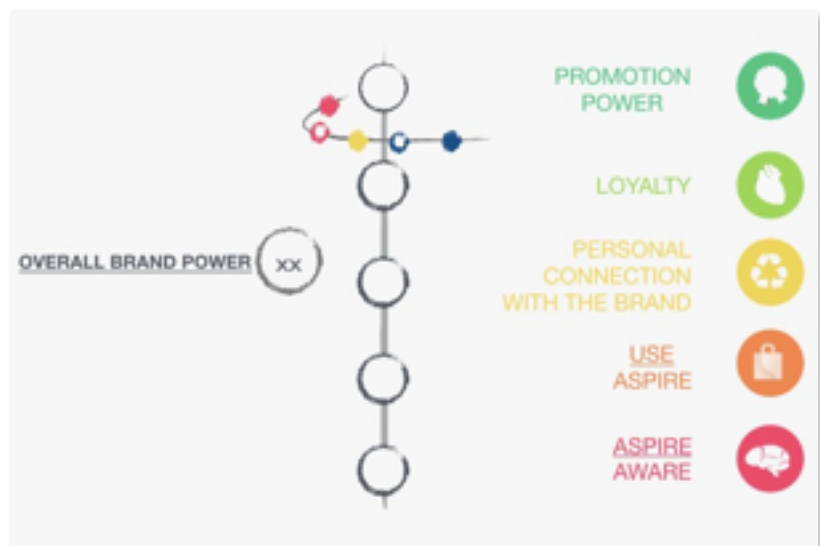 PROMOTION
POWER
LOYALTY
OVERALL BRAND POWER
xx
PERSONAL
CONNECTION
WITH THE BRAND
USE
ASPIRE
ASPIRE
AWARE